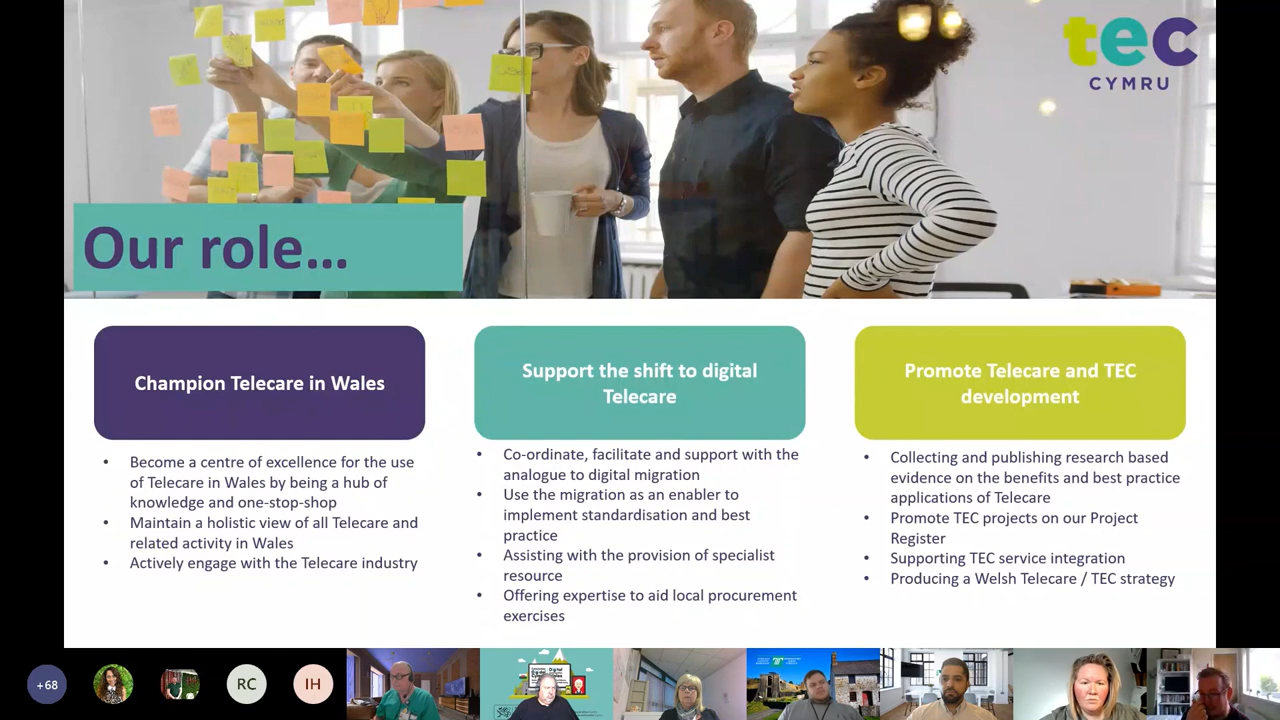 tec
CYMRU
Our role...
Champion Telecare in Wales
• Become a centre of excellence for the use
of Telecare in Wales by being a hub of
knowledge and one-stop-shop
• Maintain a holistic view of all Telecare and
related activity in Wales
• Actively engage with the Telecare industry
Support the shift to digital
Telecare
• Co-ordinate, facilitate and support with the
analogue to digital migration
• Use the migration as an enabler to
implement standardisation and best
practice
• Assisting with the provision of specialist
resource
• Offering expertise to aid local procurement
exercises
Promote Telecare and TEC
development
• Collecting and publishing research based
evidence on the benefits and best practice
applications of Telecare
• Promote TEC projects on our Project
Register
• Supporting TEC service integration
• Producing a Welsh Telecare / TEC strategy
+68
RC
IH